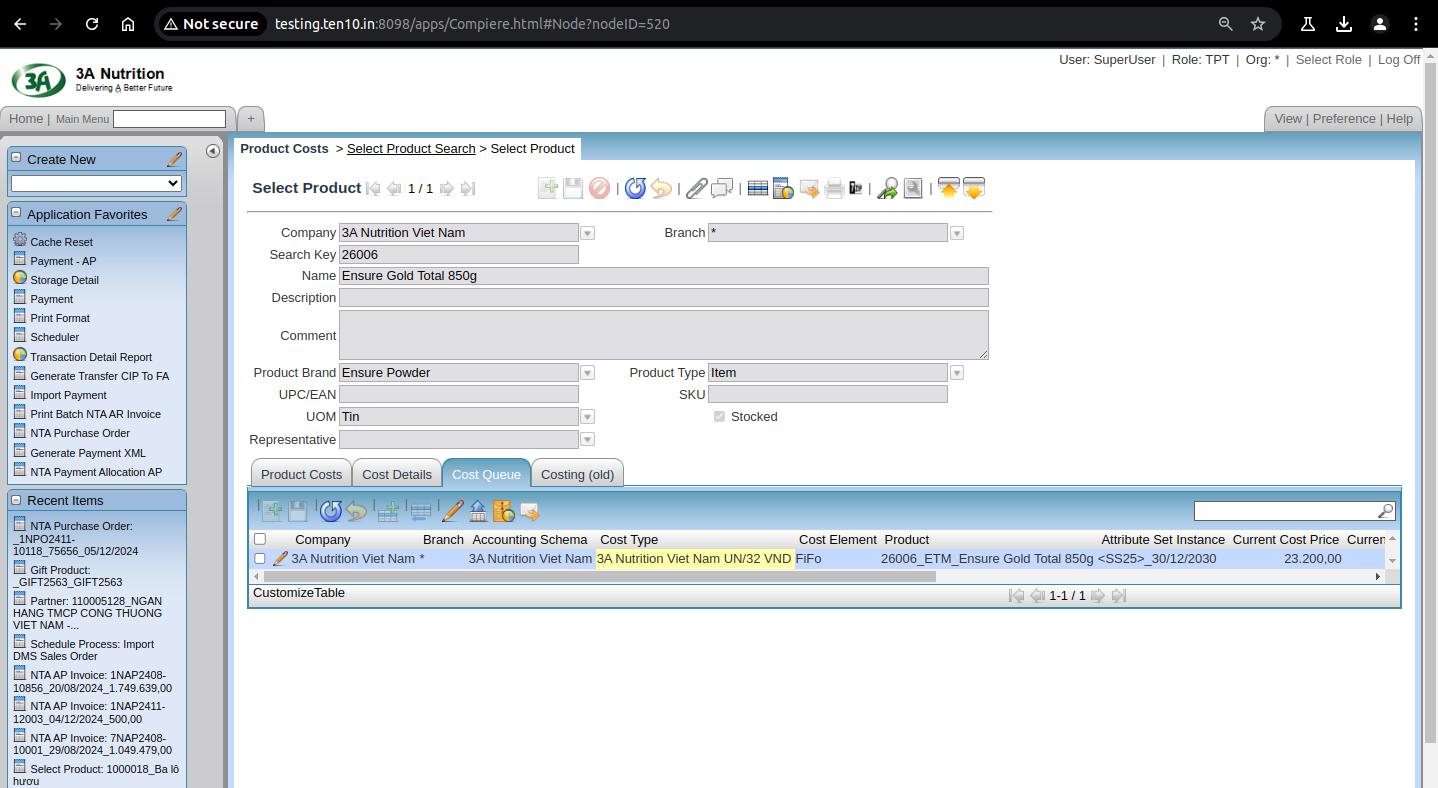 Not secure testing.ten10.in:8098/apps/Compiere.html#Node?nodeID=520
User: SuperUser | Role: TPT | Org: * | Select Role | Log Off
3A
3A Nutrition
Delivering A Better Future
Home | Main Menu
+
View | Preference | Help
Product Costs > Select Product Search > Select Product
Create New
Application Favorites
Cache Reset
Payment - AP
Storage Detail
Payment
Print Format
Scheduler
Transaction Detail Report
Generate Transfer CIP To FA
Import Payment
Print Batch NTA AR Invoice
NTA Purchase Order
Generate Payment XML
NTA Payment Allocation AP
Recent Items
NTA Purchase Order:
_1NPO2411-
10118_75656_05/12/2024
Gift Product:
_GIFT2563_GIFT2563
Partner: 110005128_NGAN
HANG TMCP CONG THUONG
VIET NAM -...
Schedule Process: Import
DMS Sales Order
NTA AP Invoice: 1NAP2408-
10856_20/08/2024_1.749.639,00
NTA AP Invoice: 1NAP2411-
12003_04/12/2024_500,00
NTA AP Invoice: 7NAP2408-
10001_29/08/2024_1.049.479,00
Select Product: 1000018_Ba lô
hươu
Select Product 1 / 1
Company 3A Nutrition Viet Nam Branch *
Search Key 26006
Name Ensure Gold Total 850g
Description
Comment
Product Brand Ensure Powder Product Type Item
UPC/EAN SKU
UOM Tin Stocked
Representative
Product Costs Cost Details Cost Queue Costing (old)
Company Branch Accounting Schema Cost Type Cost Element Product Attribute Set Instance Current Cost Price Curren
3A Nutrition Viet Nam * 3A Nutrition Viet Nam 3A Nutrition Viet Nam UN/32 VND FiFo 26006_ETM_Ensure Gold Total 850g <SS25>_30/12/2030 23.200,00
CustomizeTable 1-1 / 1